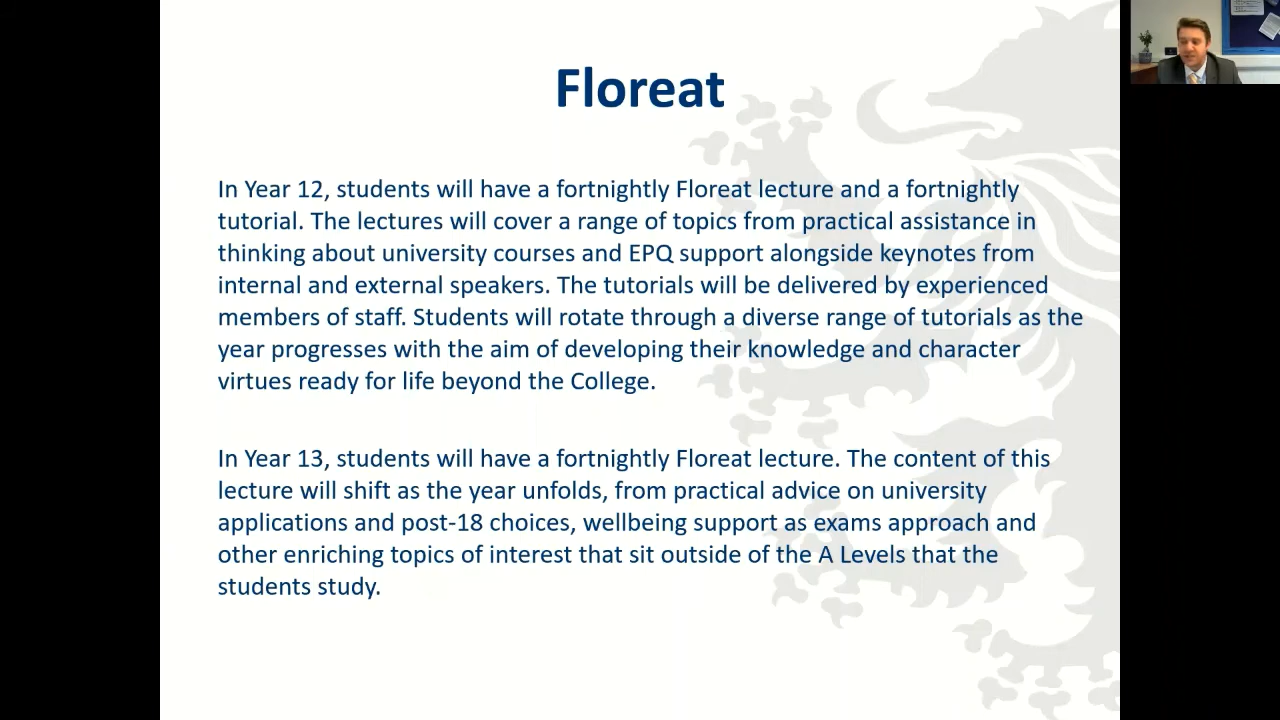 Floreat
In Year 12, students will have a fortnightly Floreat lecture and a fortnightly
tutorial. The lectures will cover a range of topics from practical assistance in
thinking about university courses and EPQ support alongside keynotes from
internal and external speakers. The tutorials will be delivered by experienced
members of staff. Students will rotate through a diverse range of tutorials as the
year progresses with the aim of developing their knowledge and character
virtues ready for life beyond the College.
In Year 13, students will have a fortnightly Floreat lecture. The content of this
lecture will shift as the year unfolds, from practical advice on university
applications and post-18 choices, wellbeing support as exams approach and
other enriching topics of interest that sit outside of the A Levels that the
students study.